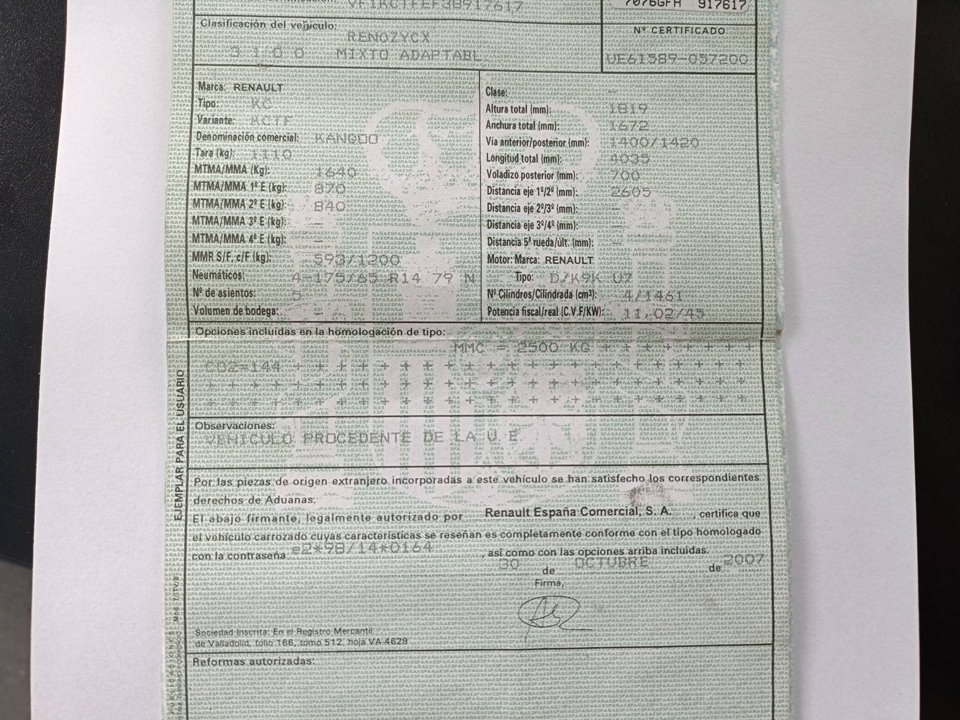 VF1KCTFEF38917617
7076GFH 917617
Clasificación del vehículo:
RENOZYCX
3100 MIXTO ADAPTABL
Nº CERTIFICADO
UE61589-057200
Marca: RENAULT
Tipo: KC
Variante: KCTF
Denominación comercial: KANGOO
Tara (kg): 1110
MTMA/MMA (Kg): 1640
MTMA/MMA 1º E (kg): 870
MTMA/MMA 2º E (kg): 840
MTMA/MMA 3º E (kg): -
MTMA/MMA 4º E (kg): -
MMR S/F, c/F (kg): 593/1200
Neumáticos: 4-175/65 R14 79 N
Nº de asientos: 5
Volumen de bodega: -
Clase: -
Altura total (mm): 1819
Anchura total (mm): 1672
Via anterior/posterior (mm): 1400/1420
Longitud total (mm): 4035
Voladizo posterior (mm): 700
Distancia eje 1º/2º (mm): 2605
Distancia eje 2º/3º (mm): -
Distancia eje 3º/4º (mm): -
Distancia 5ª rueda/últ. (mm): -
Motor: Marca: RENAULT
Tipo: D/K9K U7
Nº Cilindros/Cilindrada (cm³): 4/1461
Potencia fiscal/real (C.V.F/KW): 11,02/45
Opciones incluidas en la homologación de tipo:
MMC = 2500 KG + + + + + + + +
CO2=144 + + + + + + + + + + + + + + + + + + + +
Observaciones:
VEHICULO PROCEDENTE DE LA U.E.
Por las piezas de origen extranjero incorporadas a este vehículo se han satisfecho los correspondientes
derechos de Aduanas.
El abajo firmante, legalmente autorizado por Renault España Comercial, S. A. , certifica que
el vehículo carrozado cuyas características se reseñan es completamente conforme con el tipo homologado
con la contraseña e2*98/14*0164 así como con las opciones arriba incluidas.
30 de OCTUBRE de 2007
Firma,
Sociedad Inscrita: En el Registro Mercantil
de Valladolid, folio 166, tomo 512, hoja VA-4629
Reformas autorizadas:
EJEMPLAR PARA EL USUARIO